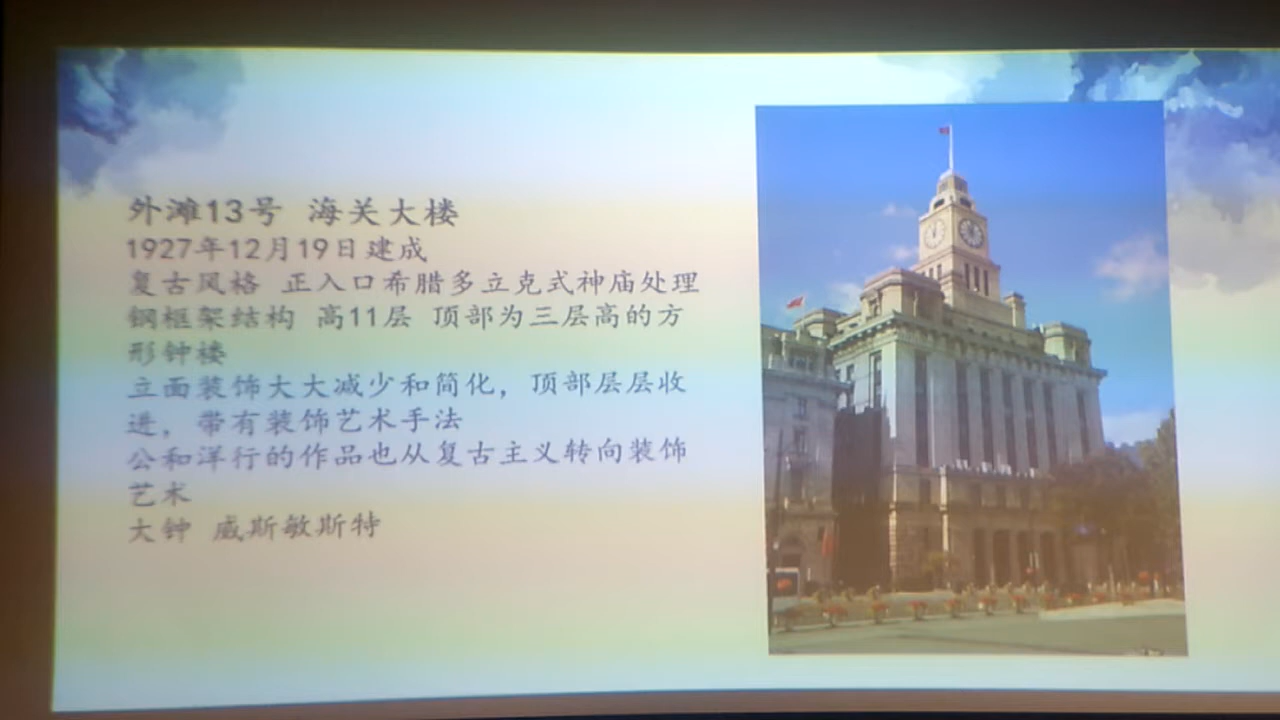 外滩13号 海关大楼
1927年12月19日建成
复古风格 正入口希腊多立克式神庙处理
钢框架结构 高11层 顶部为三层高的方
形钟楼
立面装饰大大减少和简化，顶部层层收
进，带有装饰艺术手法
公和洋行的作品也从复古主义转向装饰
艺术
大钟 威斯敏斯特